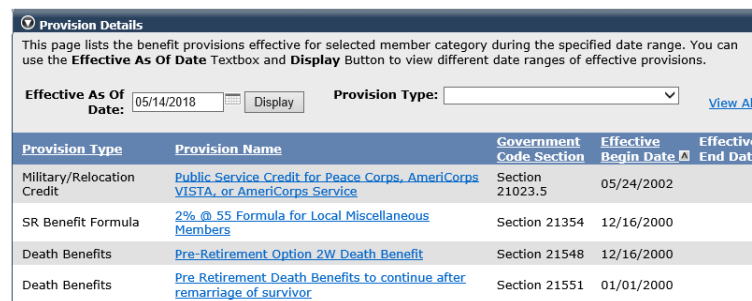 Provision Details
This page lists the benefit provisions effective for selected member category during the specified date range. You can
use the Effective As Of Date Textbox and Display Button to view different date ranges of effective provisions.
Effective As Of
Date: 05/14/2018 Display Provision Type:
View Al
Provision Type Provision Name Government
Code Section Effective
Begin Date Effective
End Dat
Military/Relocation
Credit
Public Service Credit for Peace Corps, AmeriCorps
VISTA, or AmeriCorps Service
Section
21023.5
05/24/2002
SR Benefit Formula
2% @ 55 Formula for Local Miscellaneous
Members
Section 21354 12/16/2000
Death Benefits Pre-Retirement Option 2W Death Benefit Section 21548 12/16/2000
Death Benefits
Pre Retirement Death Benefits to continue after
remarriage of survivor
Section 21551 01/01/2000